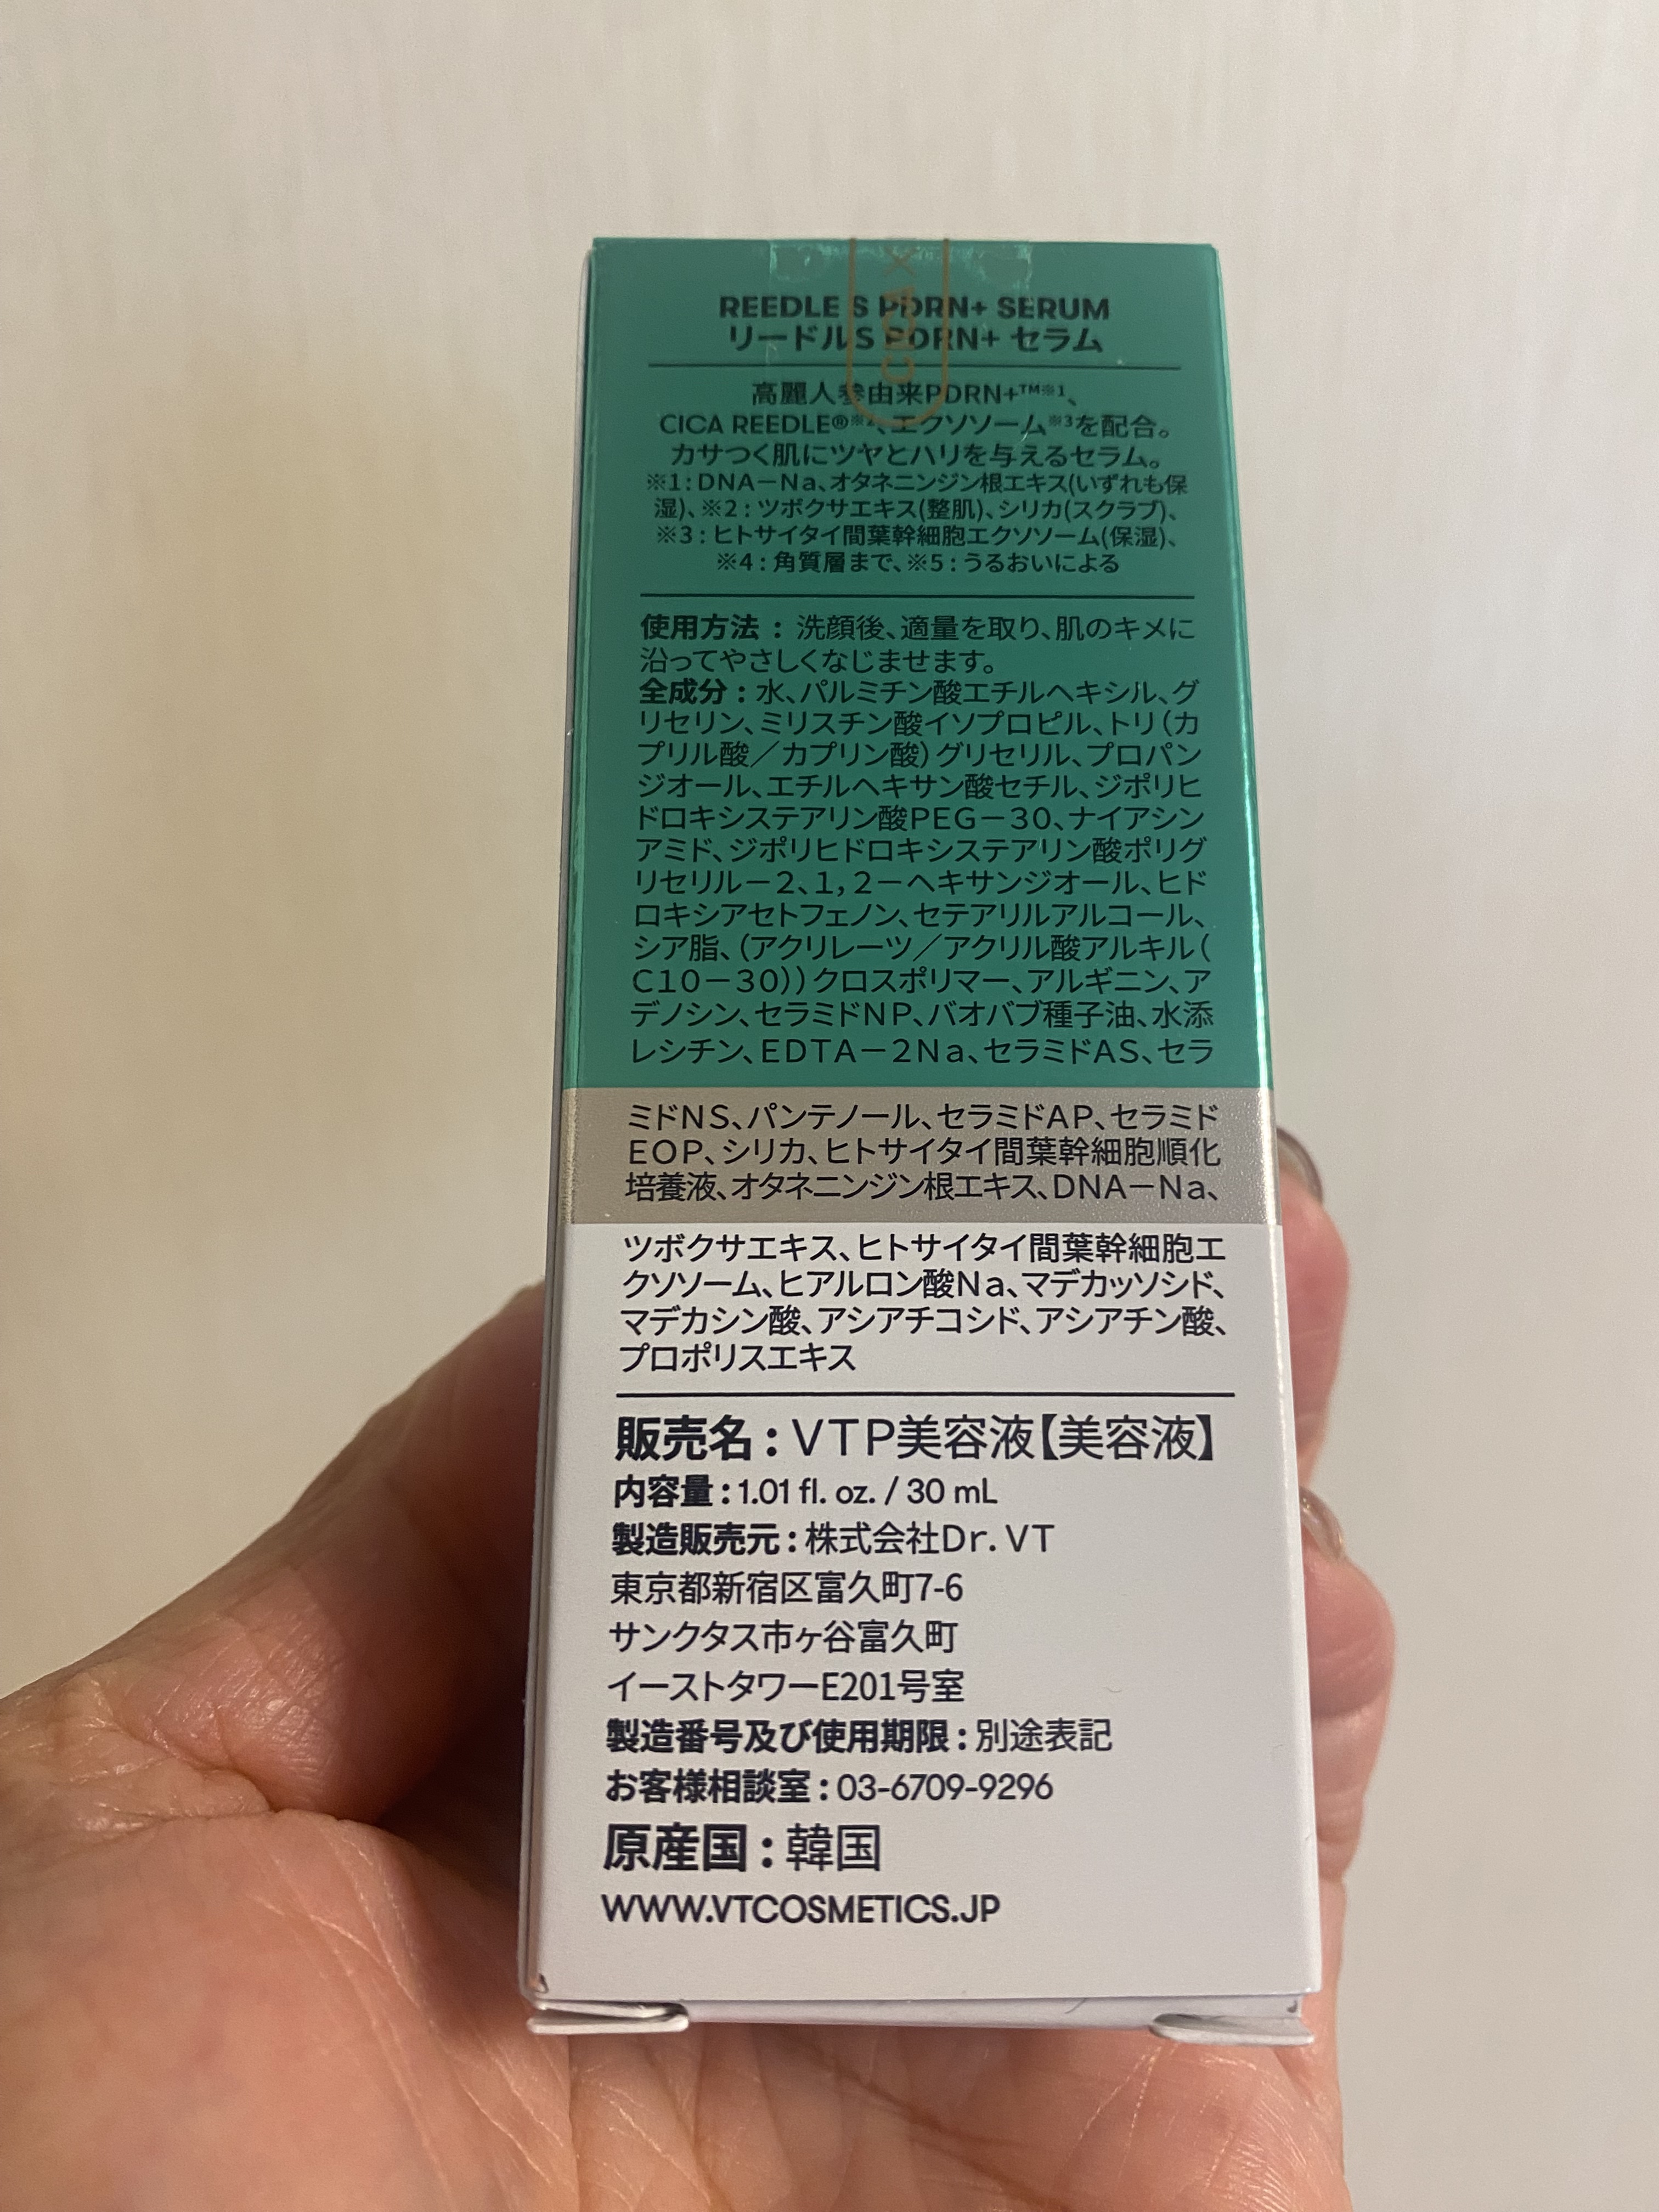 REEDLE S PDRN+ SERUM
リードルS PDRN+ セラム
CICA X
高麗人参由来PDRN+™※1、
CICA REEDLE®※2、エクソソーム※3を配合。
カサつく肌にツヤとハリを与えるセラム。
※1:DNA－Na、オタネニンジン根エキス(いずれも保
湿)、※2:ツボクサエキス(整肌)、シリカ(スクラブ)、
※3:ヒトサイタイ間葉幹細胞エクソソーム(保湿)、
※4:角質層まで、※5:うるおいによる
使用方法：洗顔後、適量を取り、肌のキメに
沿ってやさしくなじませます。
全成分：水、パルミチン酸エチルヘキシル、グ
リセリン、ミリスチン酸イソプロピル、トリ(カ
プリル酸／カプリン酸)グリセリル、プロパン
ジオール、エチルヘキサン酸セチル、ジポリヒ
ドロキシステアリン酸PEG－30、ナイアシン
アミド、ジポリヒドロキシステアリン酸ポリグ
リセリル－2、1,2－ヘキサンジオール、ヒド
ロキシアセトフェノン、セテアリルアルコール、
シア脂、(アクリレーツ／アクリル酸アルキル(
C10－30))クロスポリマー、アルギニン、ア
デノシン、セラミドNP、バオバブ種子油、水添
レシチン、EDTA－2Na、セラミドAS、セラ
ミドNS、パンテノール、セラミドAP、セラミド
EOP、シリカ、ヒトサイタイ間葉幹細胞順化
培養液、オタネニンジン根エキス、DNA－Na、
ツボクサエキス、ヒトサイタイ間葉幹細胞エ
クソソーム、ヒアルロン酸Na、マデカッソシド、
マデカシン酸、アシアチコシド、アシアチン酸、
プロポリスエキス
販売名：VTP美容液【美容液】
内容量：1.01 fl. oz. / 30 mL
製造販売元：株式会社Dr. VT
東京都新宿区富久町7-6
サンクタス市ヶ谷富久町
イーストタワーE201号室
製造番号及び使用期限：別途表記
お客様相談室：03-6709-9296
原産国：韓国
WWW.VTCOSMETICS.JP